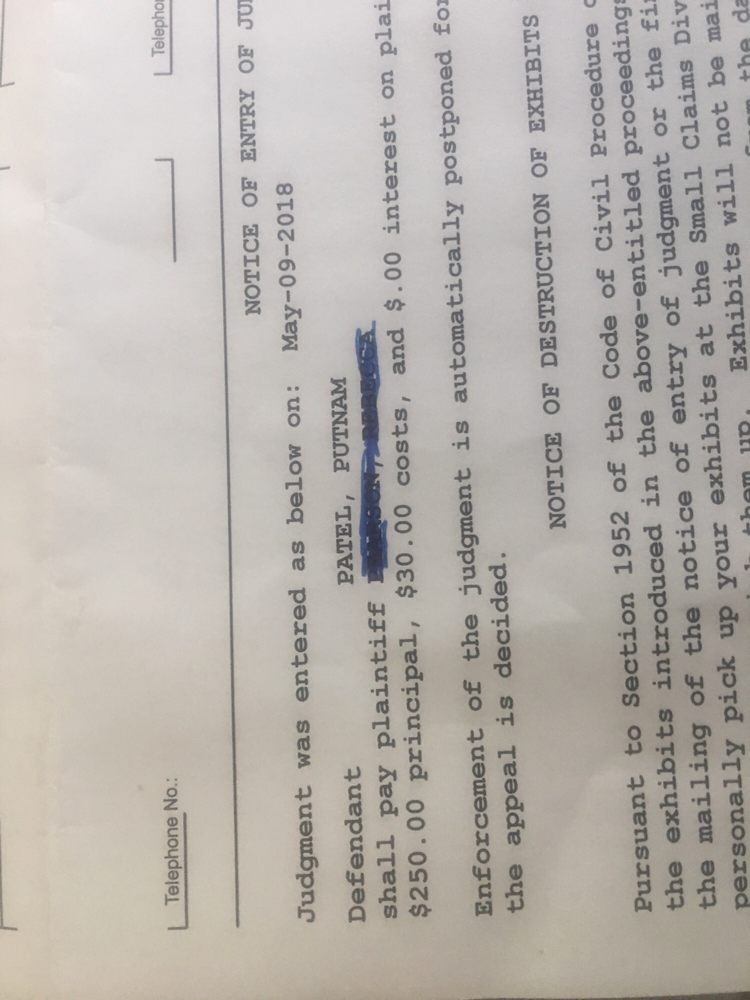 Telephone No.:
Telephon
NOTICE OF ENTRY OF JU
Judgment was entered as below on: May-09-2018
Defendant PATEL, PUTNAM
shall pay plaintiff
$250.00 principal, $30.00 costs, and $.00 interest on plai
Enforcement of the judgment is automatically postponed for
the appeal is decided.
NOTICE OF DESTRUCTION OF EXHIBITS
Pursuant to Section 1952 of the Code of Civil Procedure
the exhibits introduced in the above-entitled proceedings
the mailing of the notice of entry of judgment or the fi
personally pick up your exhibits at the Small Claims Div
them up. Exhibits will not be mai
the da